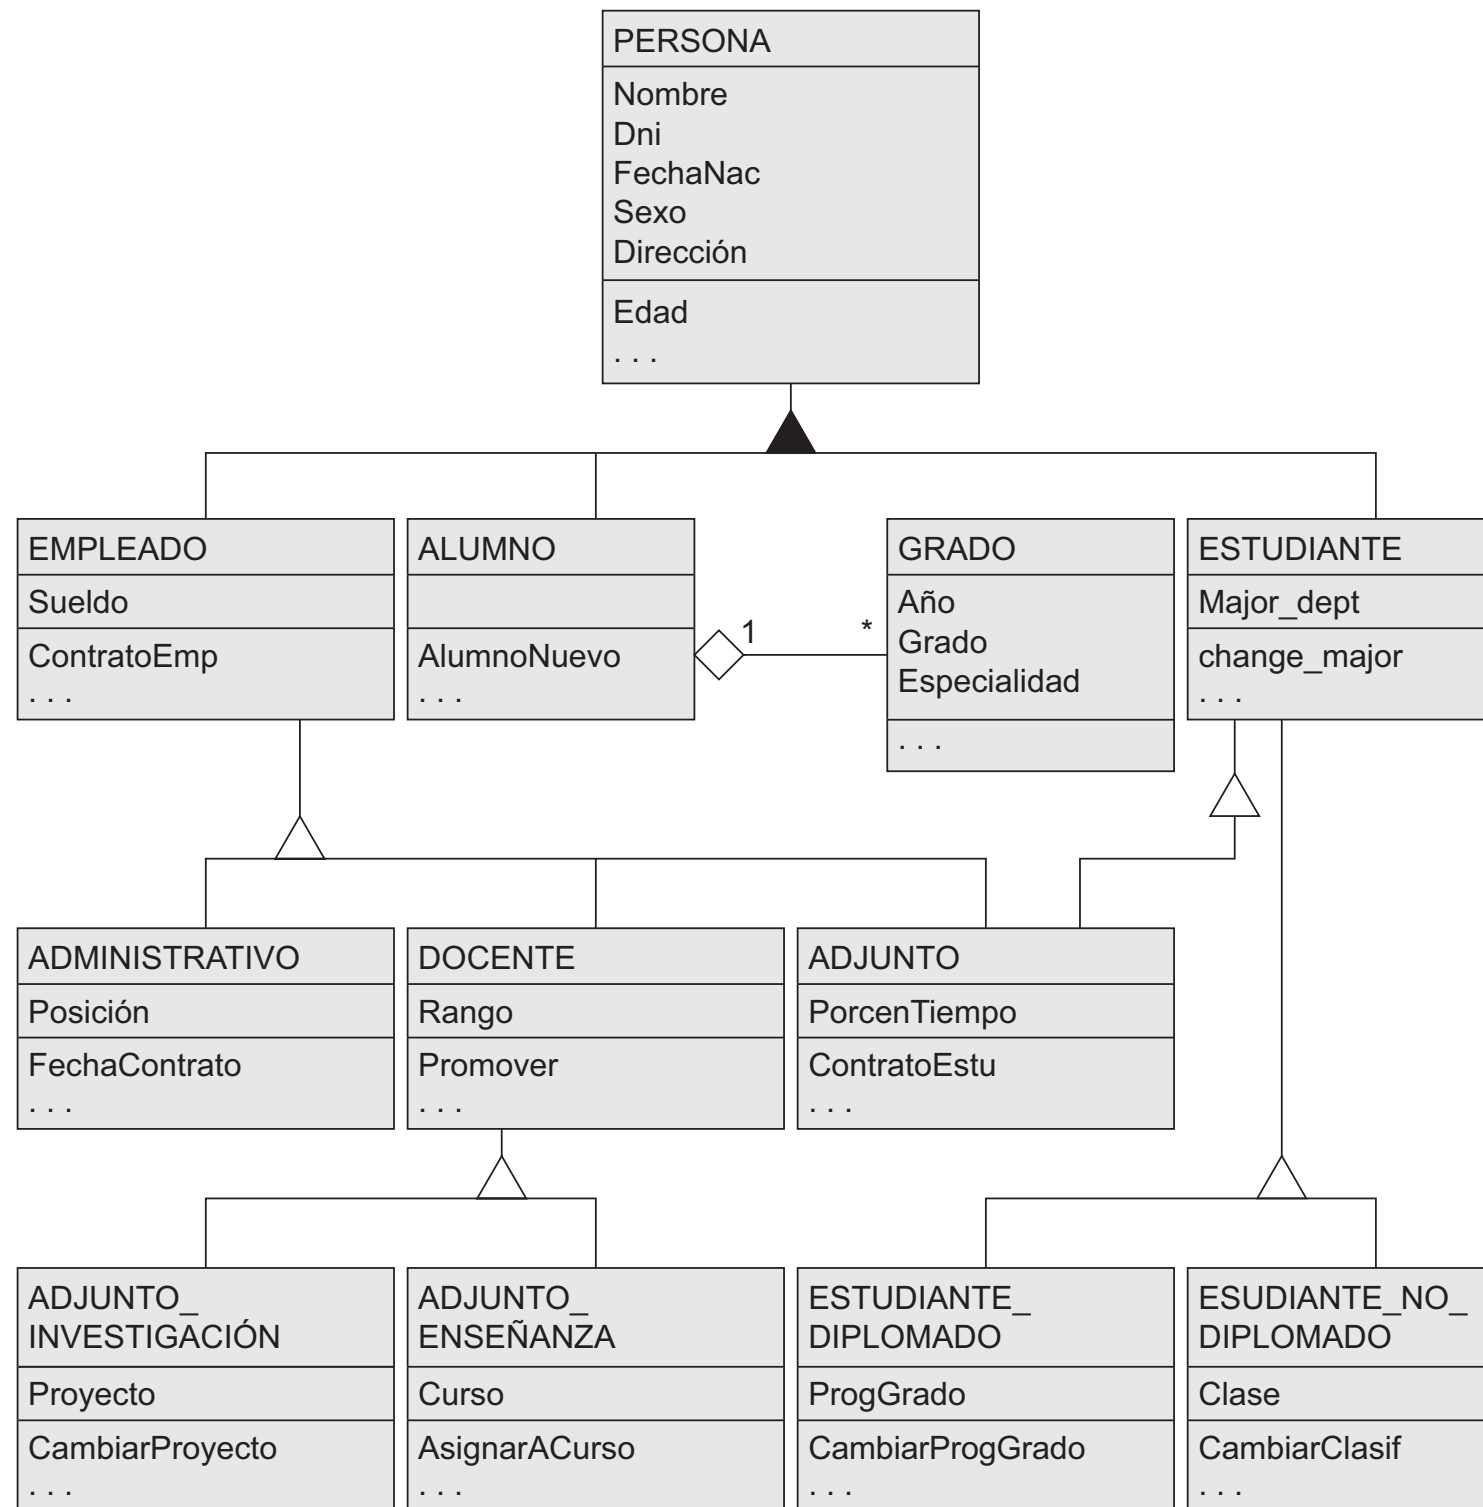 PERSONA
Nombre
Dni
FechaNac
Sexo
Dirección
Edad
. . .
EMPLEADO
Sueldo
ContratoEmp
. . .
ALUMNO
AlumnoNuevo
. . .
1
*
GRADO
Año
Grado
Especialidad
. . .
ESTUDIANTE
Major_dept
change_major
. . .
ADMINISTRATIVO
Posición
FechaContrato
. . .
DOCENTE
Rango
Promover
. . .
ADJUNTO
PorcenTiempo
ContratoEstu
. . .
ADJUNTO_
INVESTIGACIÓN
Proyecto
CambiarProyecto
. . .
ADJUNTO_
ENSEÑANZA
Curso
AsignarACurso
. . .
ESTUDIANTE_
DIPLOMADO
ProgGrado
CambiarProgGrado
. . .
ESUDIANTE_NO_
DIPLOMADO
Clase
CambiarClasif
. . .